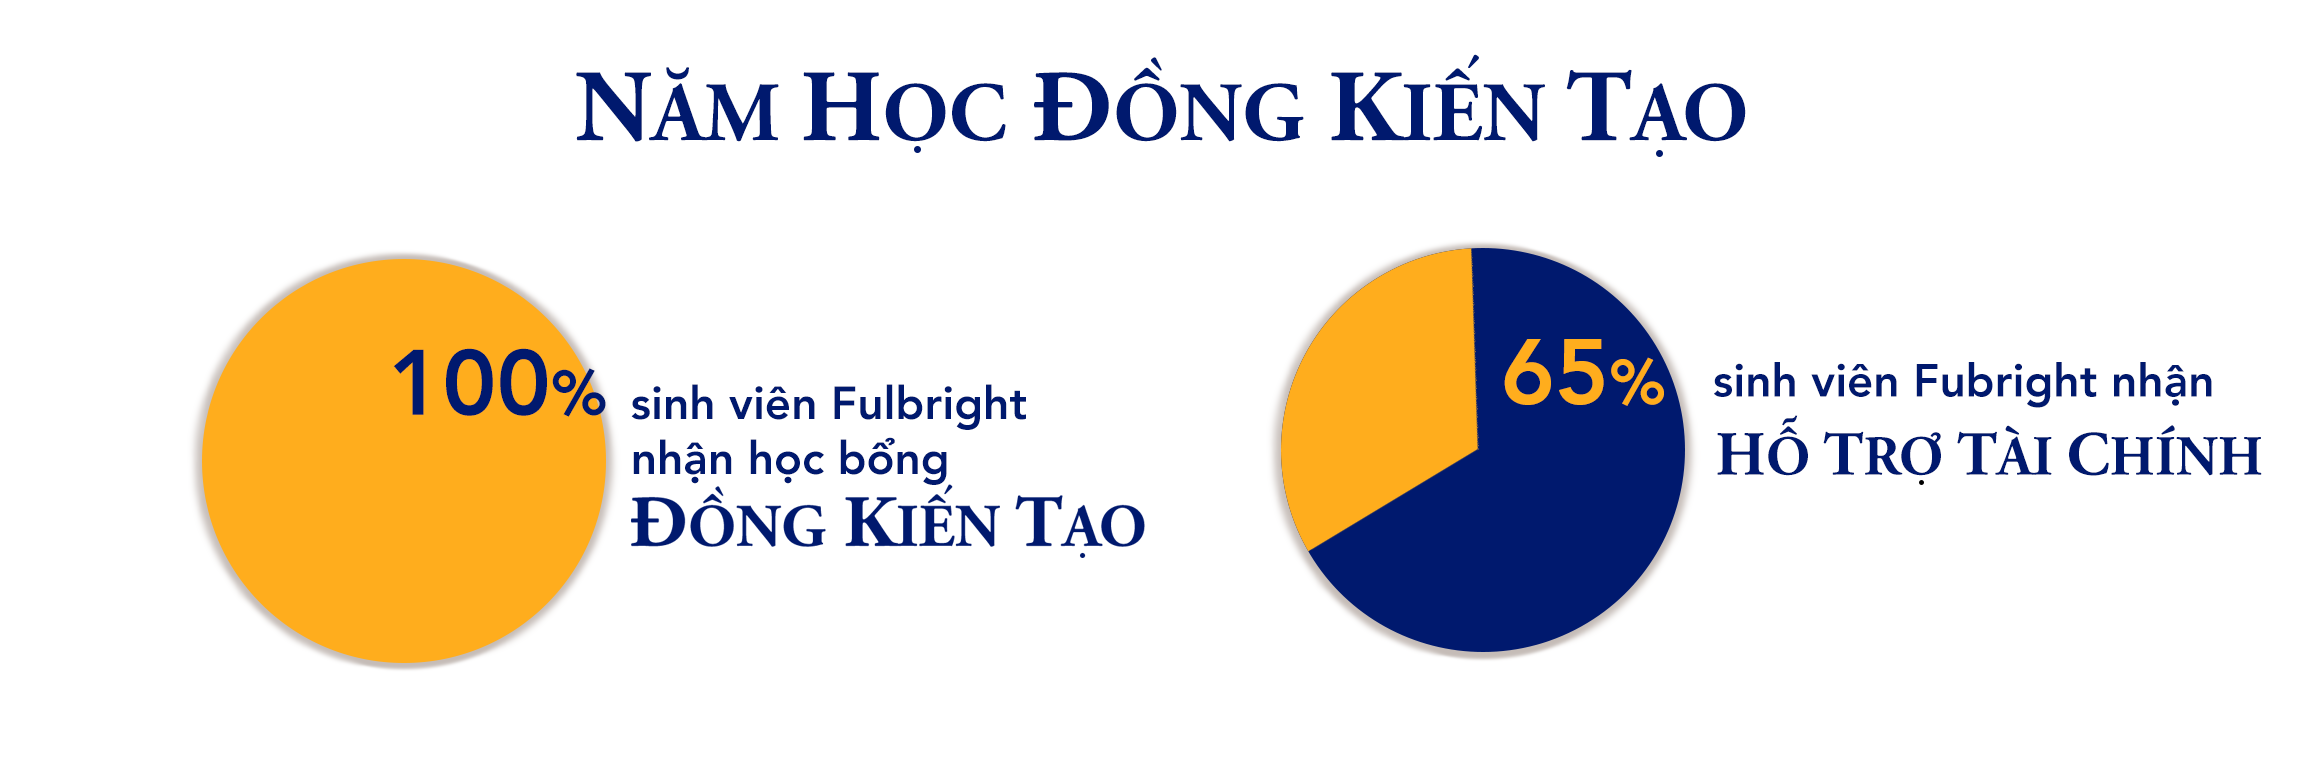 NĂM HỌC ĐỒNG KIẾN TẠO
100%
sinh viên Fulbright
nhận học bổng
ĐỒNG KIẾN TẠO
65%
sinh viên Fubright nhận
HỖ TRỢ TÀI CHÍNH